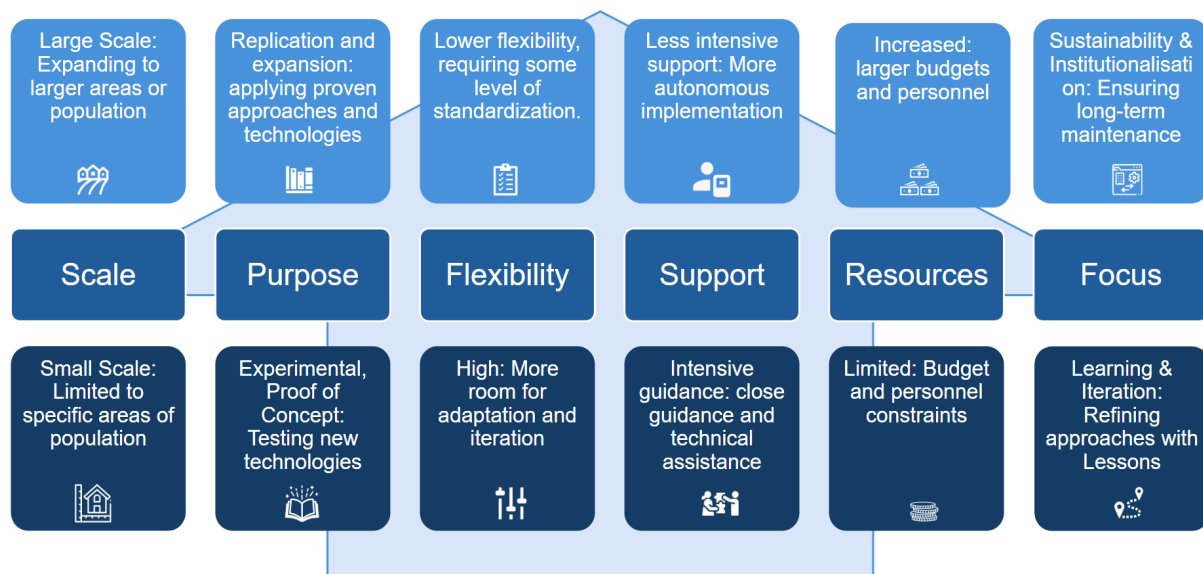 Large Scale:
Expanding to
larger areas or
population
Replication and
expansion:
applying proven
approaches and
technologies
Lower flexibility,
requiring some
level of
standardization.
Less intensive
support: More
autonomous
implementation
Increased:
larger budgets
and personnel
Sustainability &
Institutionalisati
on: Ensuring
long-term
maintenance
Scale
Purpose
Flexibility
Support
Resources
Focus
Small Scale:
Limited to
specific areas of
population
Experimental,
Proof of
Concept:
Testing new
technologies
High: More
room for
adaptation and
iteration
Intensive
guidance: close
guidance and
technical
assistance
Limited: Budget
and personnel
constraints
Learning &
Iteration:
Refining
approaches with
Lessons